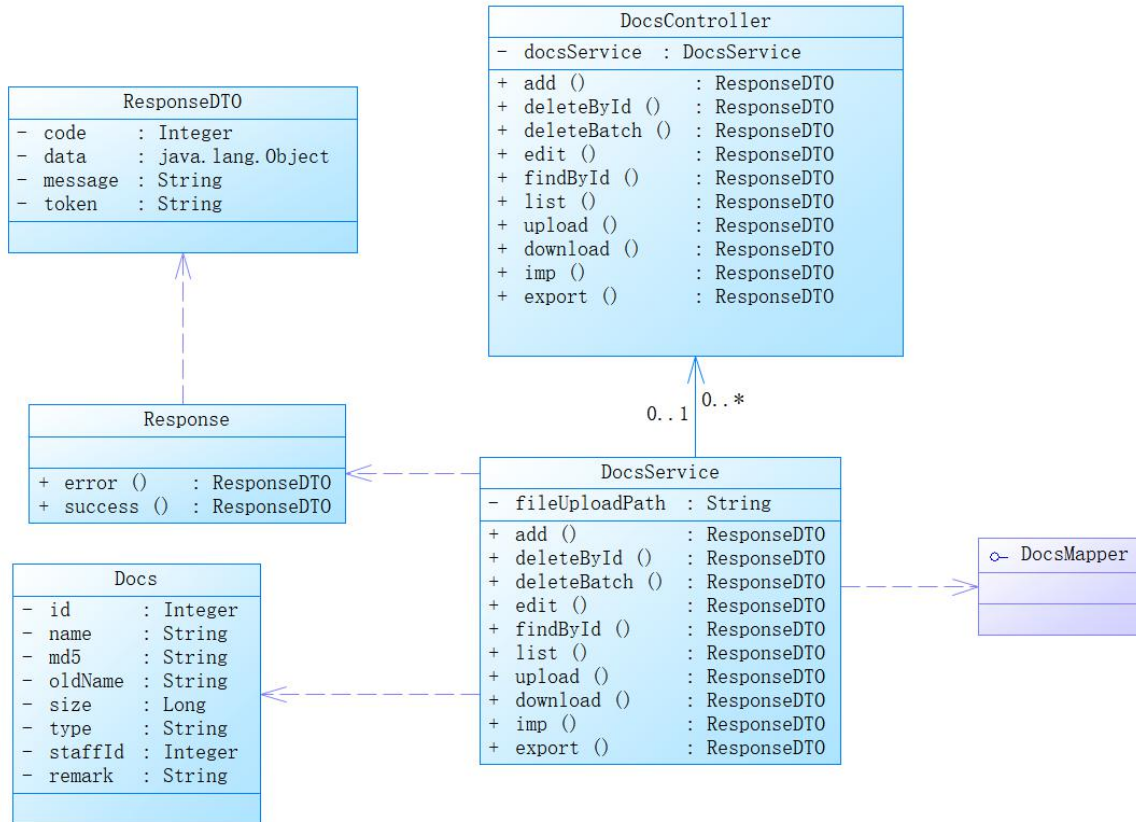 DocsController
- docsService : DocsService
+ add () : ResponseDTO
+ deleteById () : ResponseDTO
+ deleteBatch () : ResponseDTO
+ edit () : ResponseDTO
+ findById () : ResponseDTO
+ list () : ResponseDTO
+ upload () : ResponseDTO
+ download () : ResponseDTO
+ imp () : ResponseDTO
+ export () : ResponseDTO
ResponseDTO
- code : Integer
- data : java.lang.Object
- message : String
- token : String
0..1
0..*
Response
+ error () : ResponseDTO
+ success () : ResponseDTO
DocsService
- fileUploadPath : String
+ add () : ResponseDTO
+ deleteById () : ResponseDTO
+ deleteBatch () : ResponseDTO
+ edit () : ResponseDTO
+ findById () : ResponseDTO
+ list () : ResponseDTO
+ upload () : ResponseDTO
+ download () : ResponseDTO
+ imp () : ResponseDTO
+ export () : ResponseDTO
DocsMapper
Docs
- id : Integer
- name : String
- md5 : String
- oldName : String
- size : Long
- type : String
- staffId : Integer
- remark : String